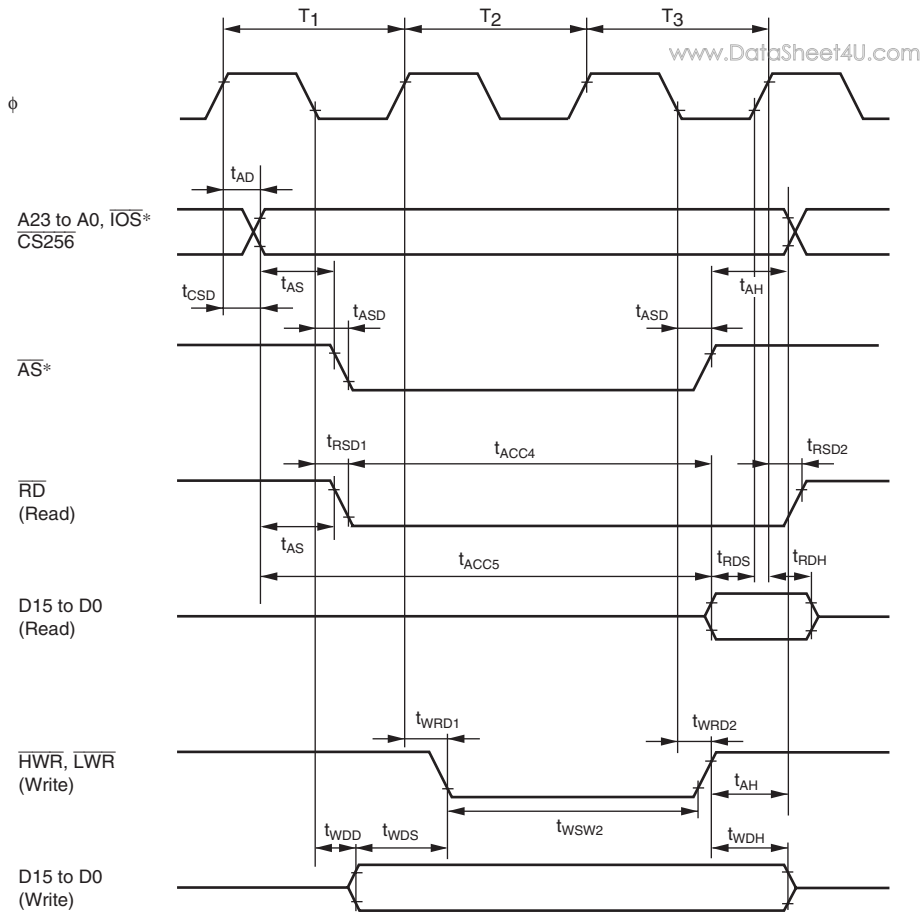 T1 T2 T3
www.DataSheet4U.com
ϕ
tAD
A23 to A0, IOS*
CS256
tAS tAH
tCSD
tASD tASD
AS*
tRSD1 tACC4 tRSD2
RD
(Read)
tAS
tACC5 tRDS tRDH
D15 to D0
(Read)
tWRD1 tWRD2
HWR, LWR
(Write)
tAH
tWSW2
tWDD tWDS tWDH
D15 to D0
(Write)